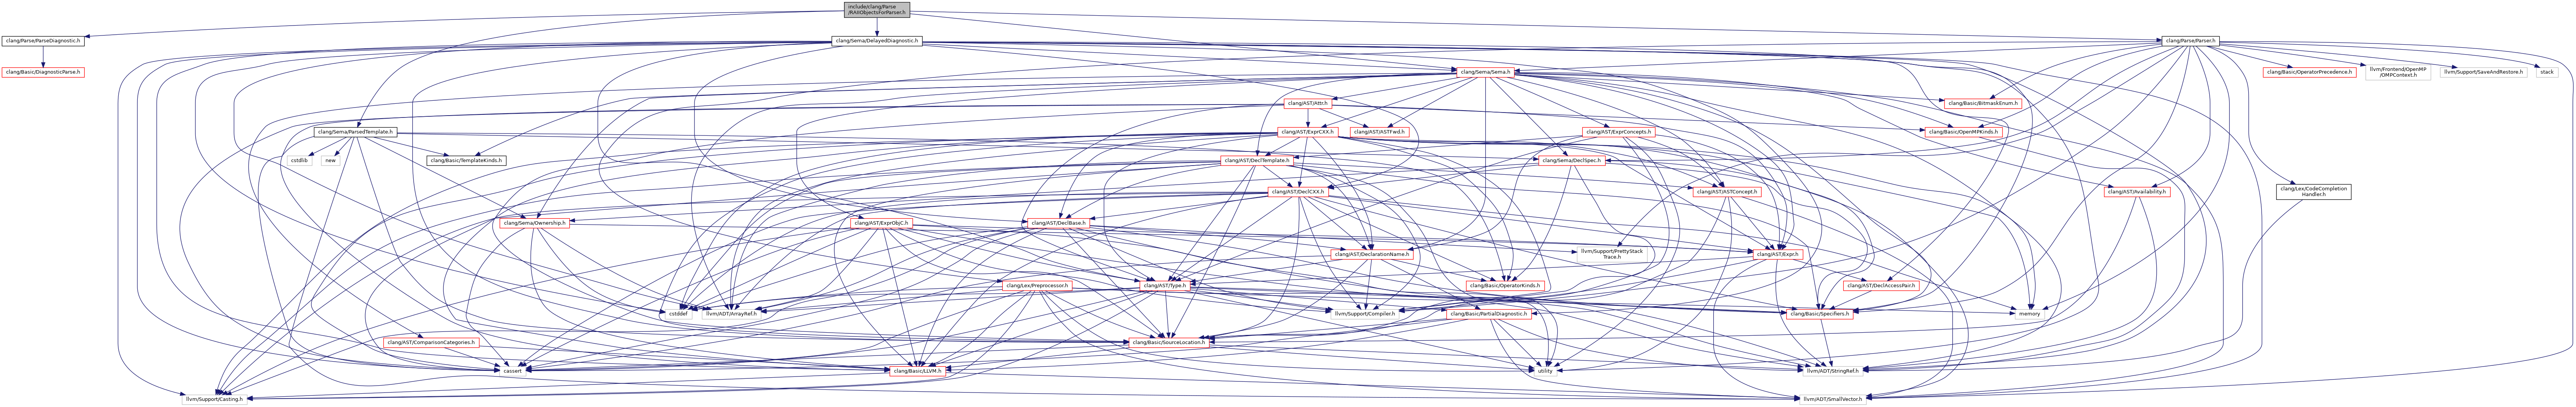 include/clang/Parse
/RAIIObjectsForParser.h
clang/Parse/ParseDiagnostic.h
clang/Sema/DelayedDiagnostic.h
clang/Parse/Parser.h
clang/Basic/DiagnosticParse.h
clang/Sema/Sema.h
clang/Basic/OperatorPrecedence.h
llvm/Frontend/OpenMP
/OMPContext.h
llvm/Support/SaveAndRestore.h
stack
clang/AST/Attr.h
clang/Basic/BitmaskEnum.h
clang/Sema/ParsedTemplate.h
clang/AST/ExprCXX.h
clang/AST/ASTFwd.h
clang/AST/ExprConcepts.h
clang/Basic/OpenMPKinds.h
cstdlib
new
clang/Basic/TemplateKinds.h
clang/AST/DeclTemplate.h
clang/Sema/DeclSpec.h
clang/AST/DeclCXX.h
clang/AST/ASTConcept.h
clang/AST/Availability.h
clang/Lex/CodeCompletion
Handler.h
clang/Sema/Ownership.h
clang/AST/ExprObjC.h
clang/AST/DeclBase.h
clang/AST/DeclarationName.h
llvm/Support/PrettyStack
Trace.h
clang/AST/Expr.h
clang/Lex/Preprocessor.h
clang/AST/Type.h
clang/Basic/OperatorKinds.h
clang/AST/DeclAccessPair.h
cstddef
llvm/ADT/ArrayRef.h
llvm/Support/Compiler.h
clang/Basic/PartialDiagnostic.h
clang/Basic/Specifiers.h
memory
clang/AST/ComparisonCategories.h
clang/Basic/SourceLocation.h
cassert
clang/Basic/LLVM.h
utility
llvm/ADT/StringRef.h
llvm/Support/Casting.h
llvm/ADT/SmallVector.h